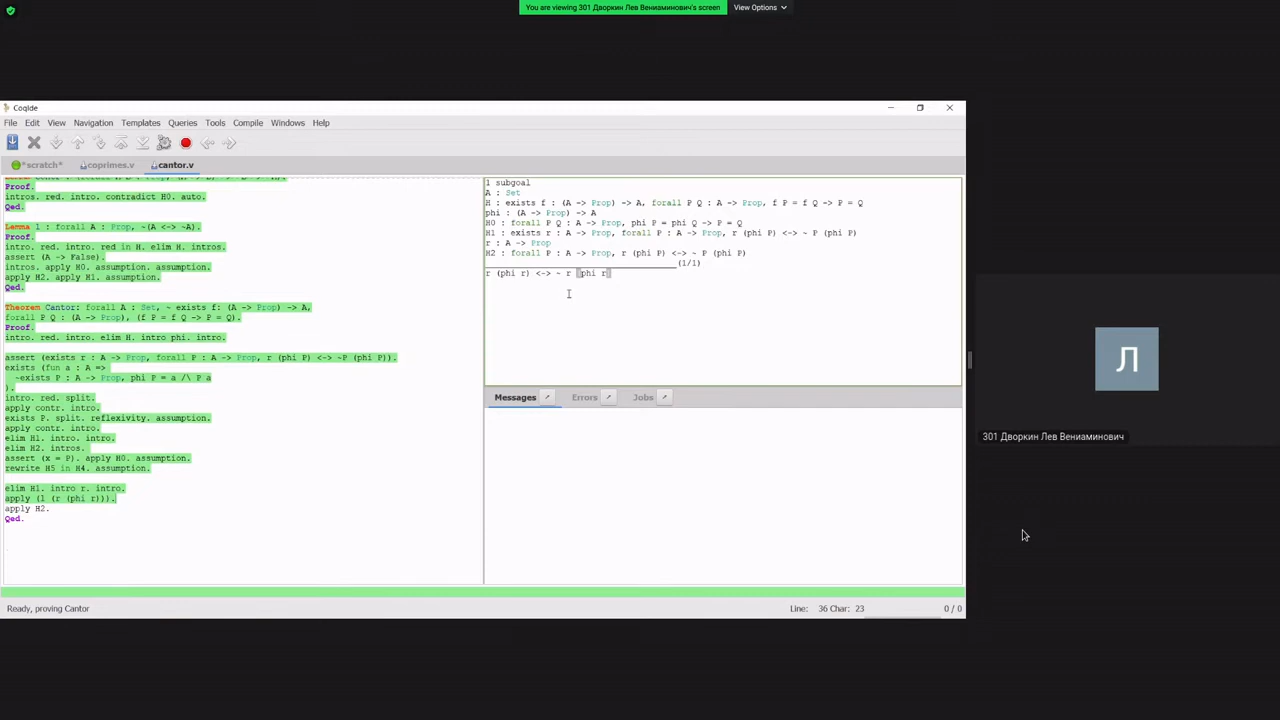 You are viewing 301 Дворкин Лев Вениаминович's screen
View Options
CoqIde
File Edit View Navigation Templates Queries Tools Compile Windows Help
*scratch* coprimes.v cantor.v
Proof.
intros. red. intro. contradict H0. auto.
Qed.
Lemma l : forall A : Prop, ~(A <-> ~A).
Proof.
intro. red. intro. red in H. elim H. intros.
assert (A -> False).
intros. apply H0. assumption. assumption.
apply H2. apply H1. assumption.
Qed.
Theorem Cantor: forall A : Set, ~ exists f: (A -> Prop) -> A,
forall P Q : (A -> Prop), (f P = f Q -> P = Q).
Proof.
intro. red. intro. elim H. intro phi. intro.
assert (exists r : A -> Prop, forall P : A -> Prop, r (phi P) <-> ~P (phi P)).
exists (fun a : A =>
~exists P : A -> Prop, phi P = a /\ P a
).
intro. red. split.
apply contr. intro.
exists P. split. reflexivity. assumption.
apply contr. intro.
elim H1. intro. intro.
elim H2. intros.
assert (x = P). apply H0. assumption.
rewrite H5 in H4. assumption.
elim H1. intro r. intro.
apply (l (r (phi r))).
apply H2.
Qed.
1 subgoal
A : Set
H : exists f : (A -> Prop) -> A, forall P Q : A -> Prop, f P = f Q -> P = Q
phi : (A -> Prop) -> A
H0 : forall P Q : A -> Prop, phi P = phi Q -> P = Q
H1 : exists r : A -> Prop, forall P : A -> Prop, r (phi P) <-> ~ P (phi P)
r : A -> Prop
H2 : forall P : A -> Prop, r (phi P) <-> ~ P (phi P)
(1/1)
r (phi r) <-> ~ r (phi r)
Messages Errors Jobs
Ready, proving Cantor
Line: 36 Char: 23
0 / 0
Л
301 Дворкин Лев Вениаминович